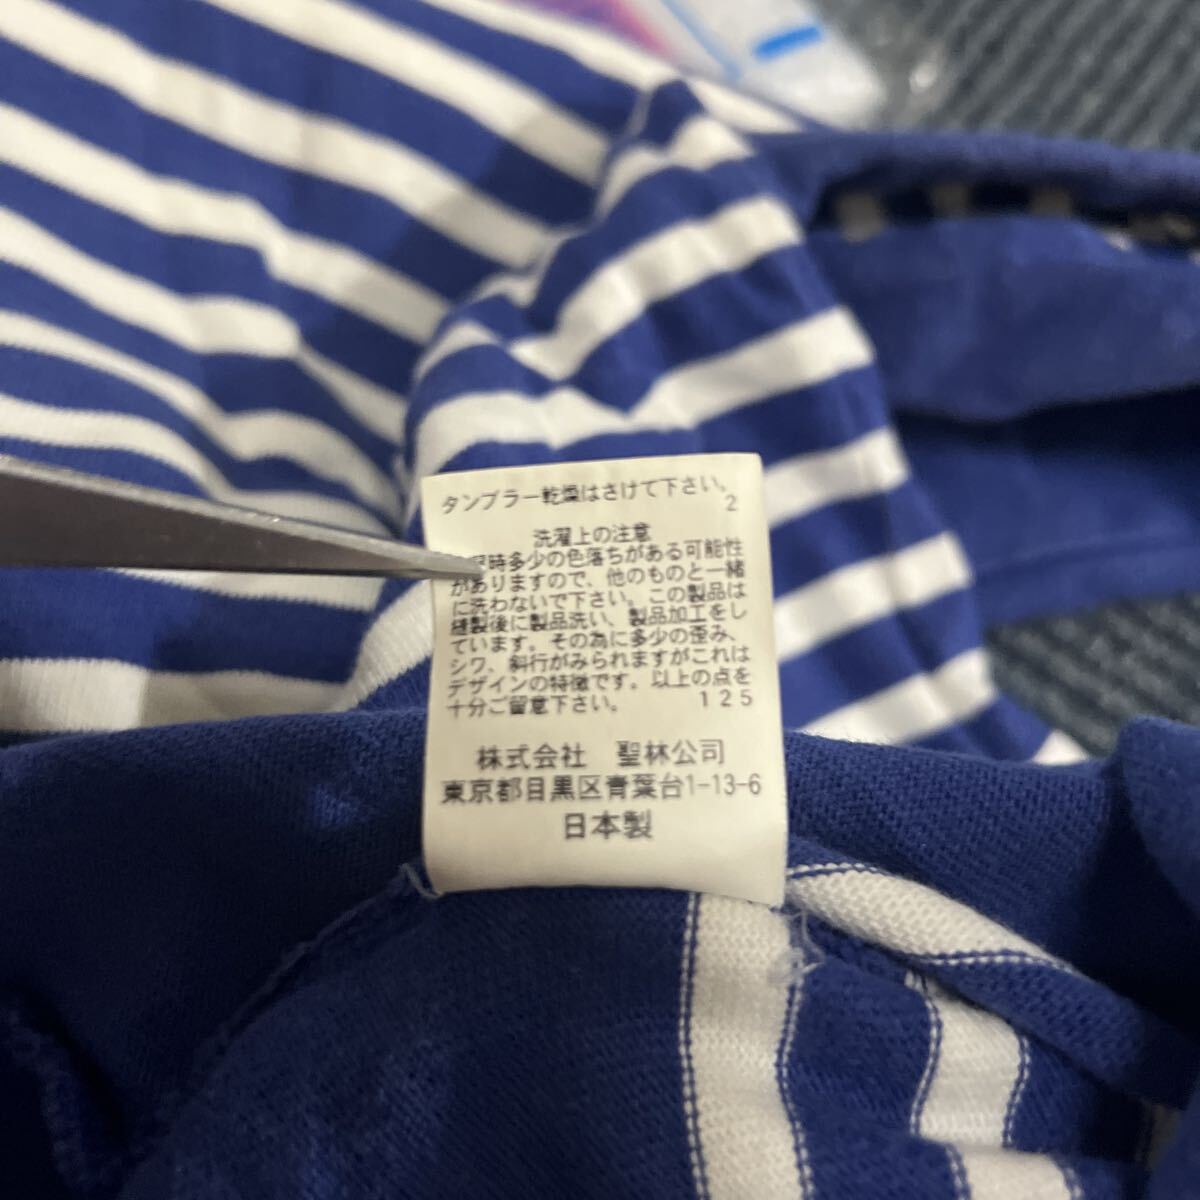 タンブラー乾燥はさけて下さい。
2
洗濯上の注意
時多少の色落ちがある可能性
がありますので、他のものと一緒
に洗わないで下さい。この製品は
縫製後に製品洗い、製品加工をし
ています。その為に多少の歪み、
シワ、斜行がみられますがこれは
デザインの特徴です。以上の点を
十分ご留意下さい。 125
株式会社 聖林公司
東京都目黒区青葉台1-13-6
日本製